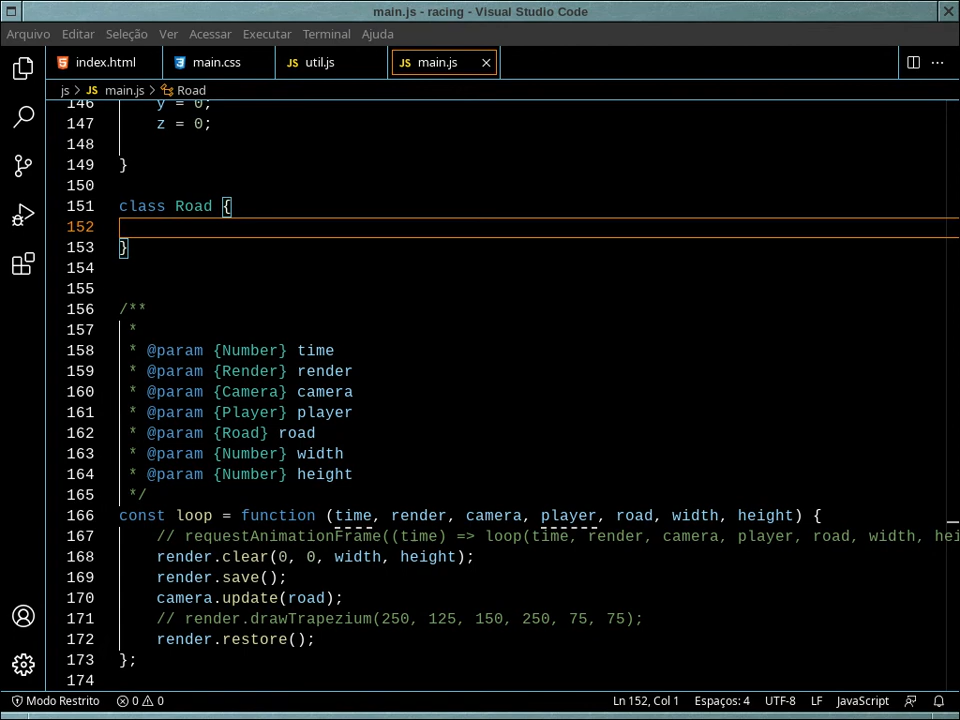 main.js - racing - Visual Studio Code
Arquivo Editar Seleção Ver Acessar Executar Terminal Ajuda
index.html main.css JS util.js JS main.js
js > JS main.js > Road
146 y = 0;
147 z = 0;
148
149 }
150
151 class Road {
152
153 }
154
155
156 /**
157 *
158 * @param {Number} time
159 * @param {Render} render
160 * @param {Camera} camera
161 * @param {Player} player
162 * @param {Road} road
163 * @param {Number} width
164 * @param {Number} height
165 */
166 const loop = function (time, render, camera, player, road, width, height) {
167 // requestAnimationFrame((time) => loop(time, render, camera, player, road, width, hei
168 render.clear(0, 0, width, height);
169 render.save();
170 camera.update(road);
171 // render.drawTrapezium(250, 125, 150, 250, 75, 75);
172 render.restore();
173 };
174
Modo Restrito 0 0 Ln 152, Col 1 Espaços: 4 UTF-8 LF JavaScript